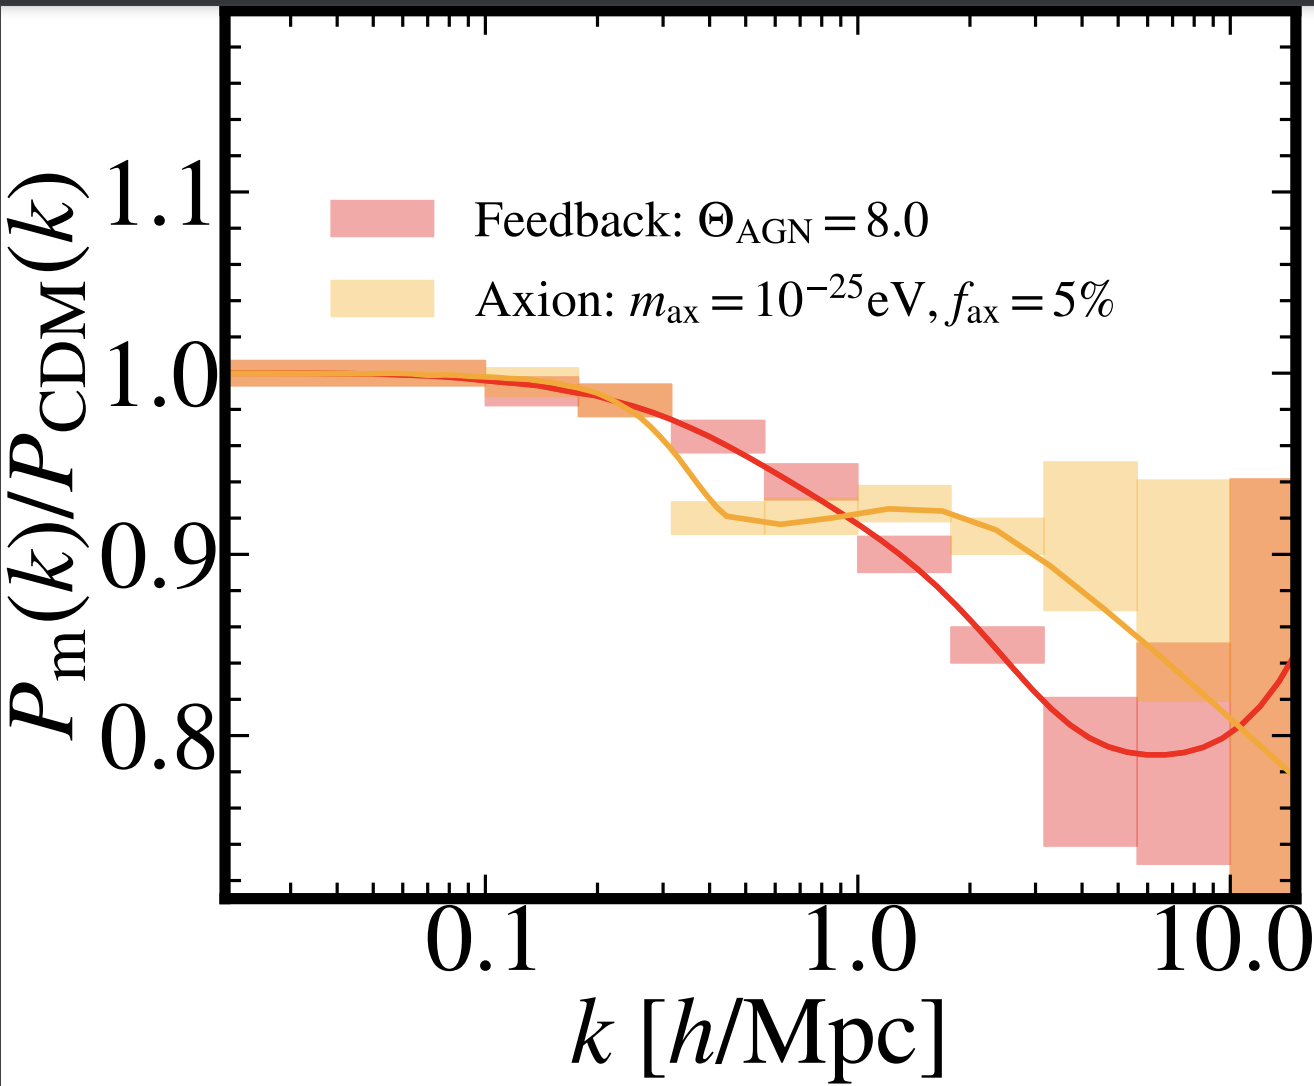 P_m(k)/P_CDM(k)
1.1
1.0
0.9
0.8
Feedback: Θ_AGN = 8.0
Axion: m_ax = 10^−25 eV, f_ax = 5%
0.1 1.0 10.0
k [h/Mpc]